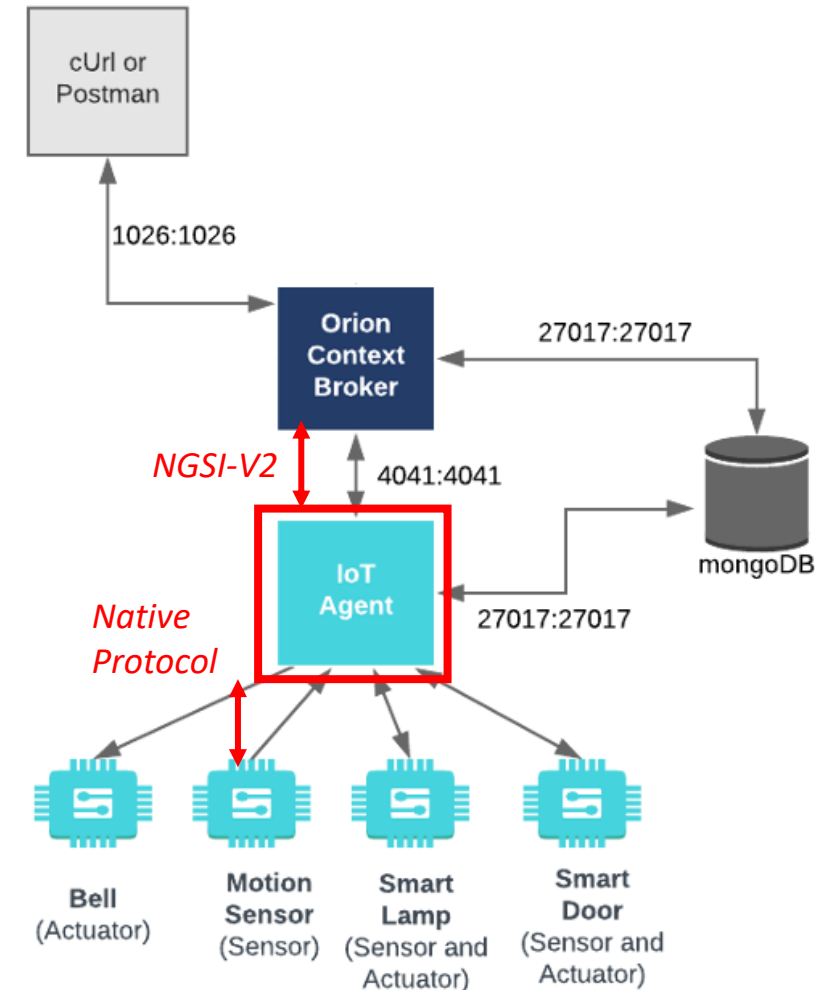 cUrl or
Postman
1026:1026
Orion
Context
Broker
27017:27017
NGSI-V2
4041:4041
mongoDB
IoT
Agent
27017:27017
Native
Protocol
Bell
(Actuator)
Motion
Sensor
(Sensor)
Smart
Lamp
(Sensor and
Actuator)
Smart
Door
(Sensor and
Actuator)